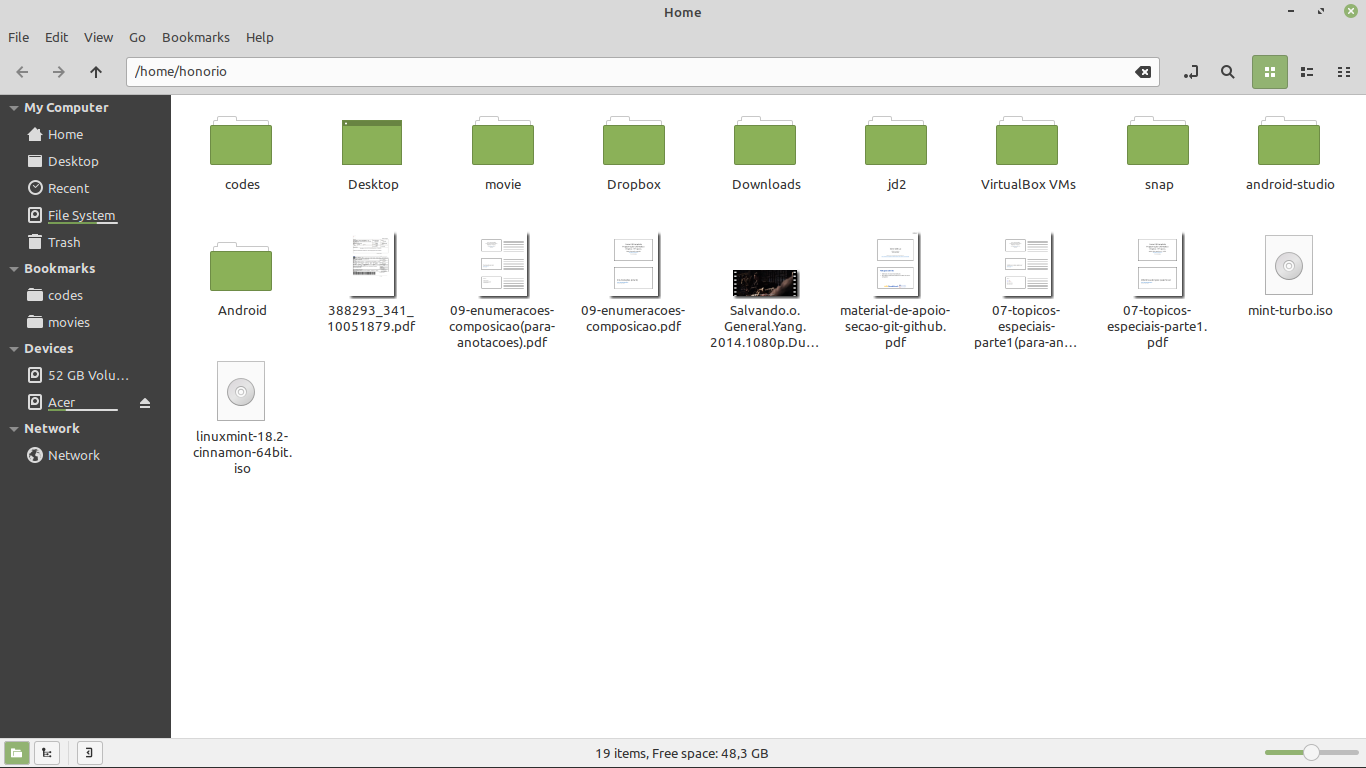 Home
File Edit View Go Bookmarks Help
/home/honorio
My Computer
Home
Desktop
Recent
File System
Trash
Bookmarks
codes
movies
Devices
52 GB Volu...
Acer
Network
Network
codes
Desktop
movie
Dropbox
Downloads
jd2
VirtualBox VMs
snap
android-studio
Android
388293_341_
10051879.pdf
09-enumeracoes-
composicao(para-
anotacoes).pdf
09-enumeracoes-
composicao.pdf
Salvando.o.
General.Yang.
2014.1080p.Du...
material-de-apoio-
secao-git-github.
pdf
07-topicos-
especiais-
parte1(para-an...
07-topicos-
especiais-parte1.
pdf
mint-turbo.iso
linuxmint-18.2-
cinnamon-64bit.
iso
19 items, Free space: 48,3 GB